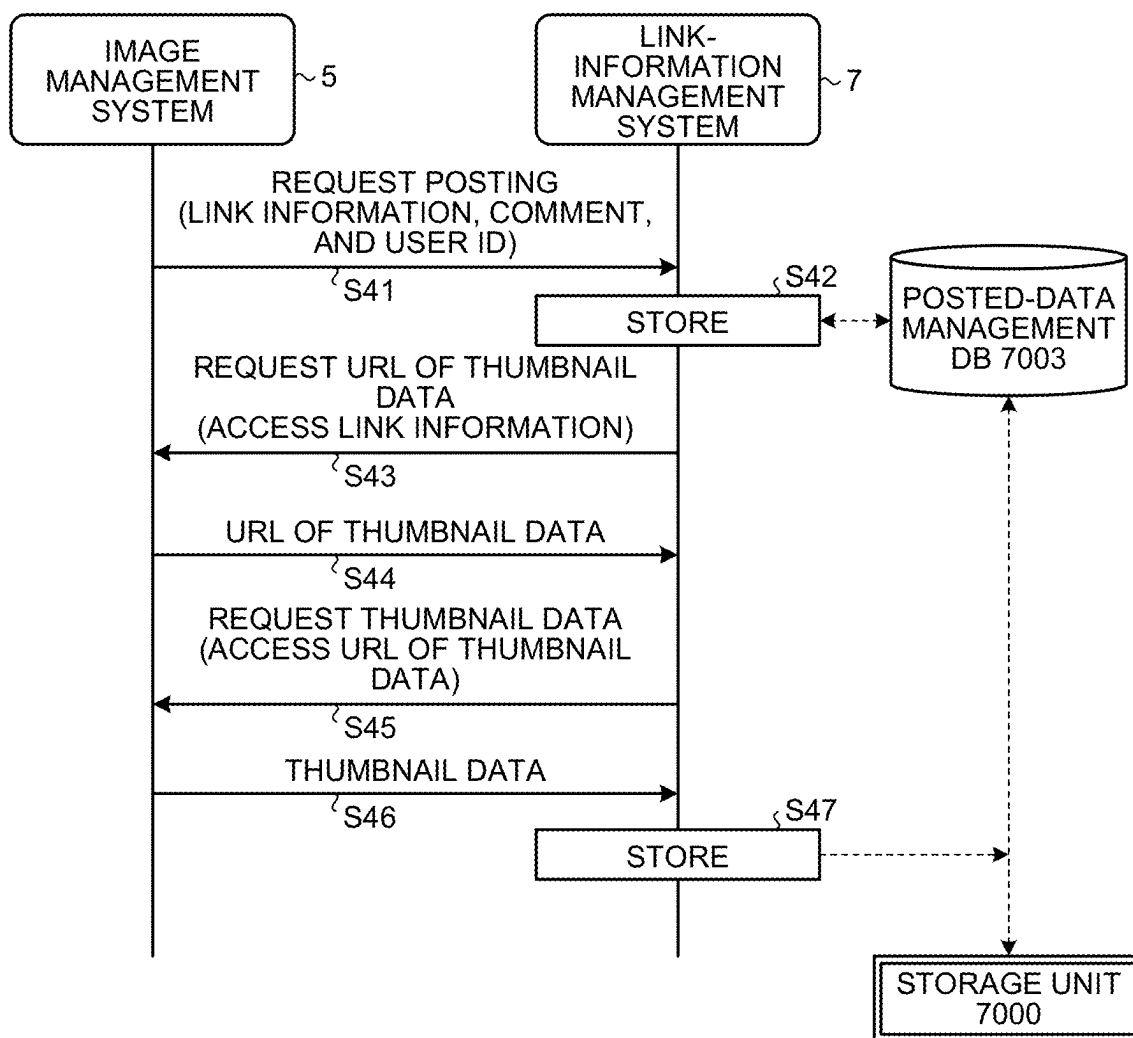 IMAGE
MANAGEMENT
SYSTEM
5
LINK-
INFORMATION
MANAGEMENT
SYSTEM
7
REQUEST POSTING
(LINK INFORMATION, COMMENT,
AND USER ID)
S41
S42
STORE
POSTED-DATA
MANAGEMENT
DB 7003
REQUEST URL OF THUMBNAIL
DATA
(ACCESS LINK INFORMATION)
S43
URL OF THUMBNAIL DATA
S44
REQUEST THUMBNAIL DATA
(ACCESS URL OF THUMBNAIL
DATA)
S45
THUMBNAIL DATA
S46
S47
STORE
STORAGE UNIT
7000